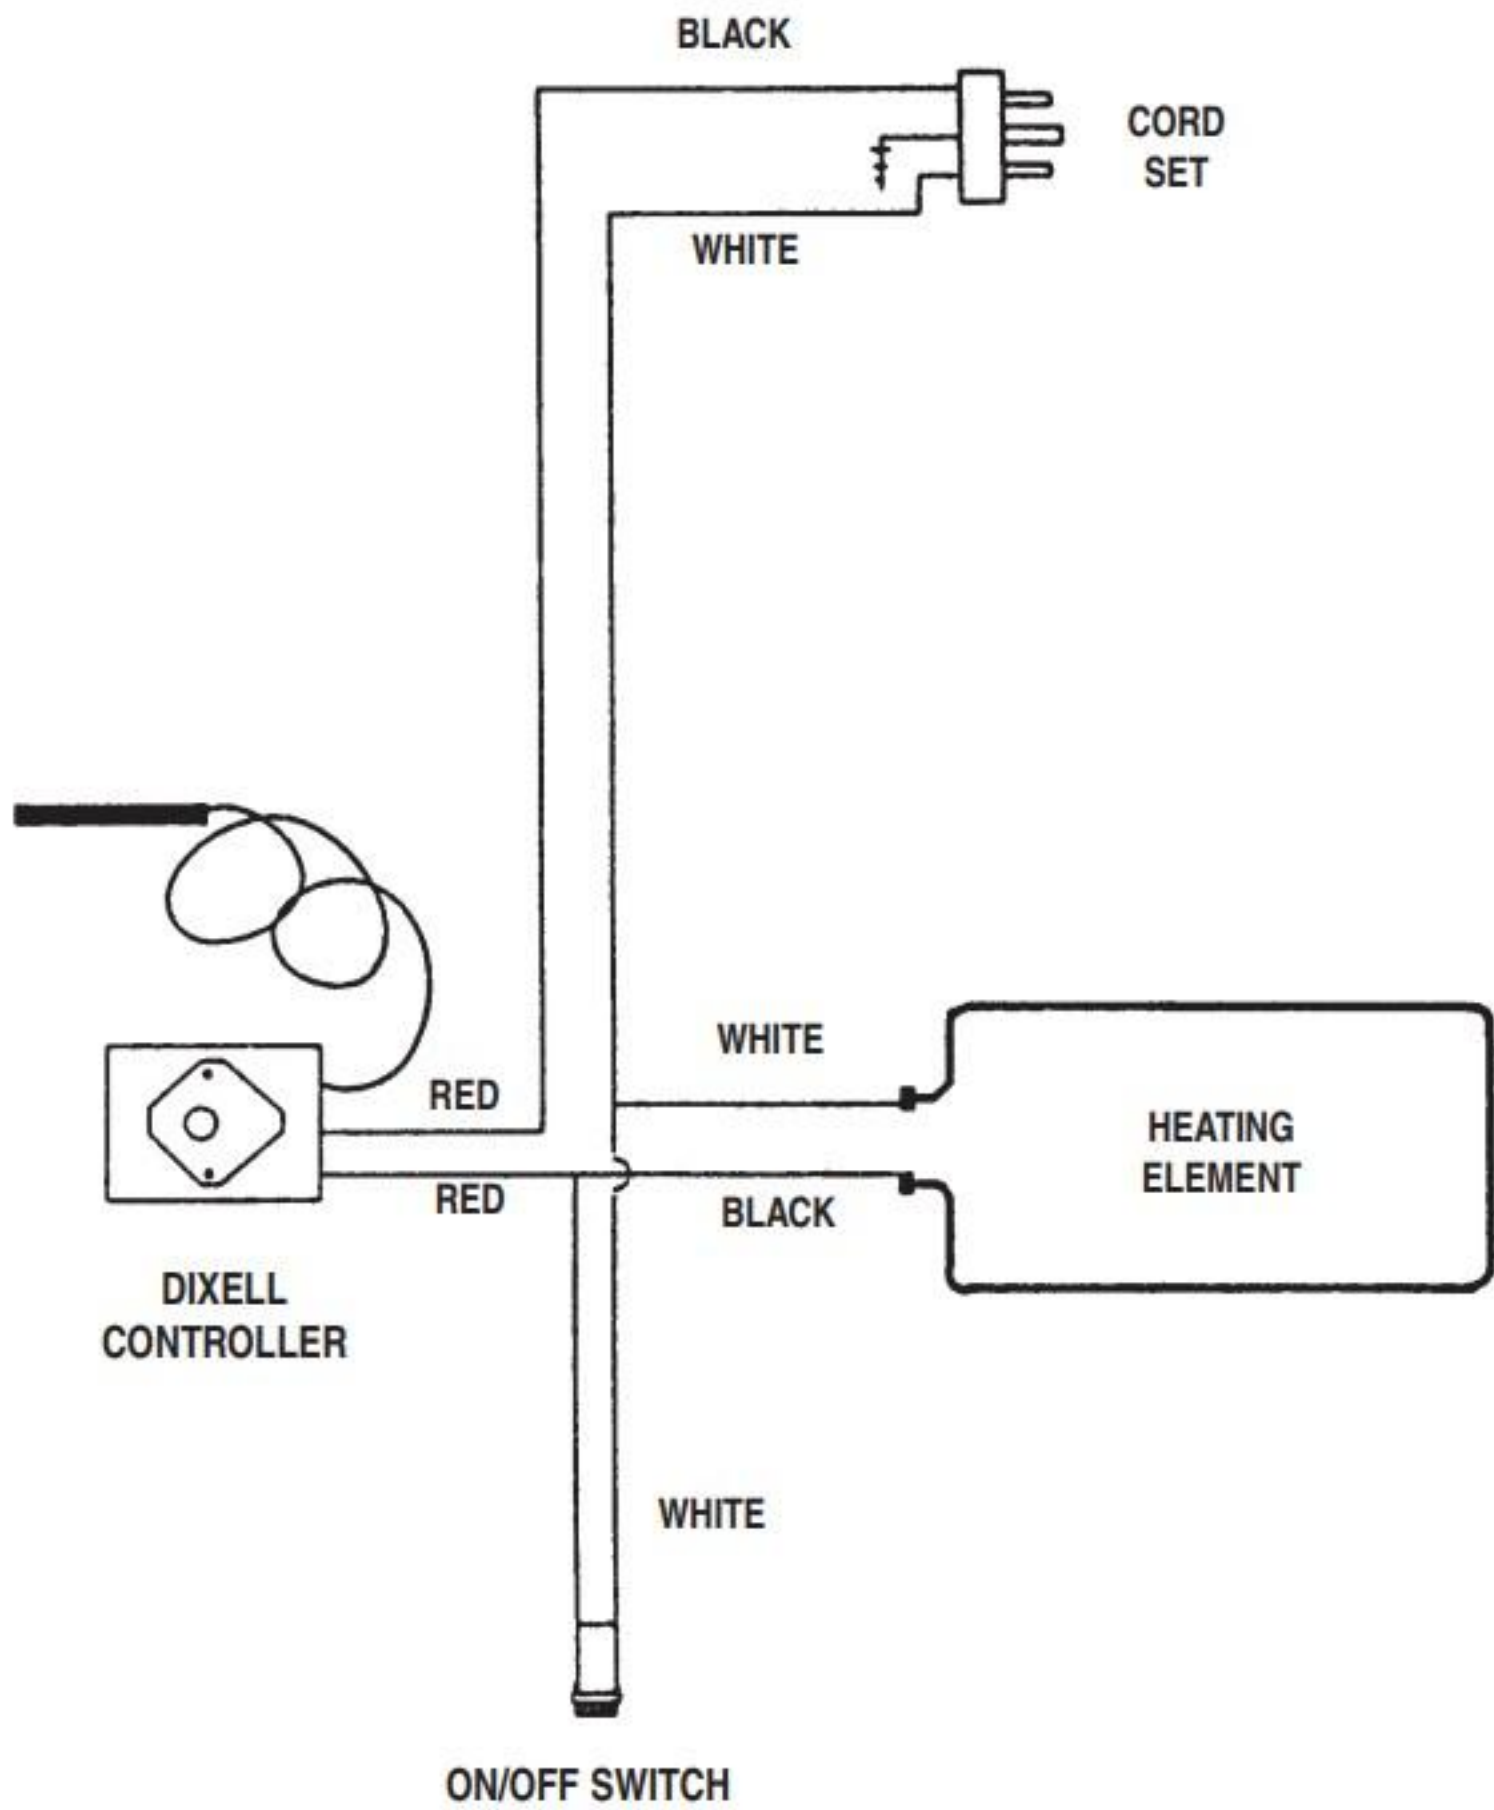 BLACK
CORD
SET
WHITE
WHITE
RED
HEATING
ELEMENT
RED
BLACK
DIXELL
CONTROLLER
WHITE
ON/OFF SWITCH